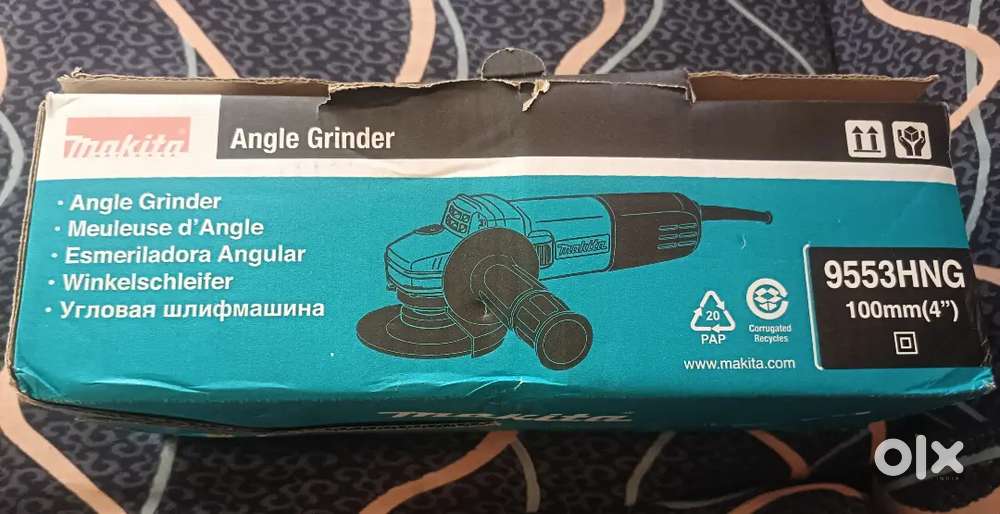 makita
Angle Grinder
· Angle Grinder
· Meuleuse d'Angle
· Esmeriladora Angular
· Winkelschleifer
· Угловая шлифмашина
makita
20
PAP
Corrugated
Recycles
www.makita.com
9553HNG
100mm(4")
makita
olx
INDIA